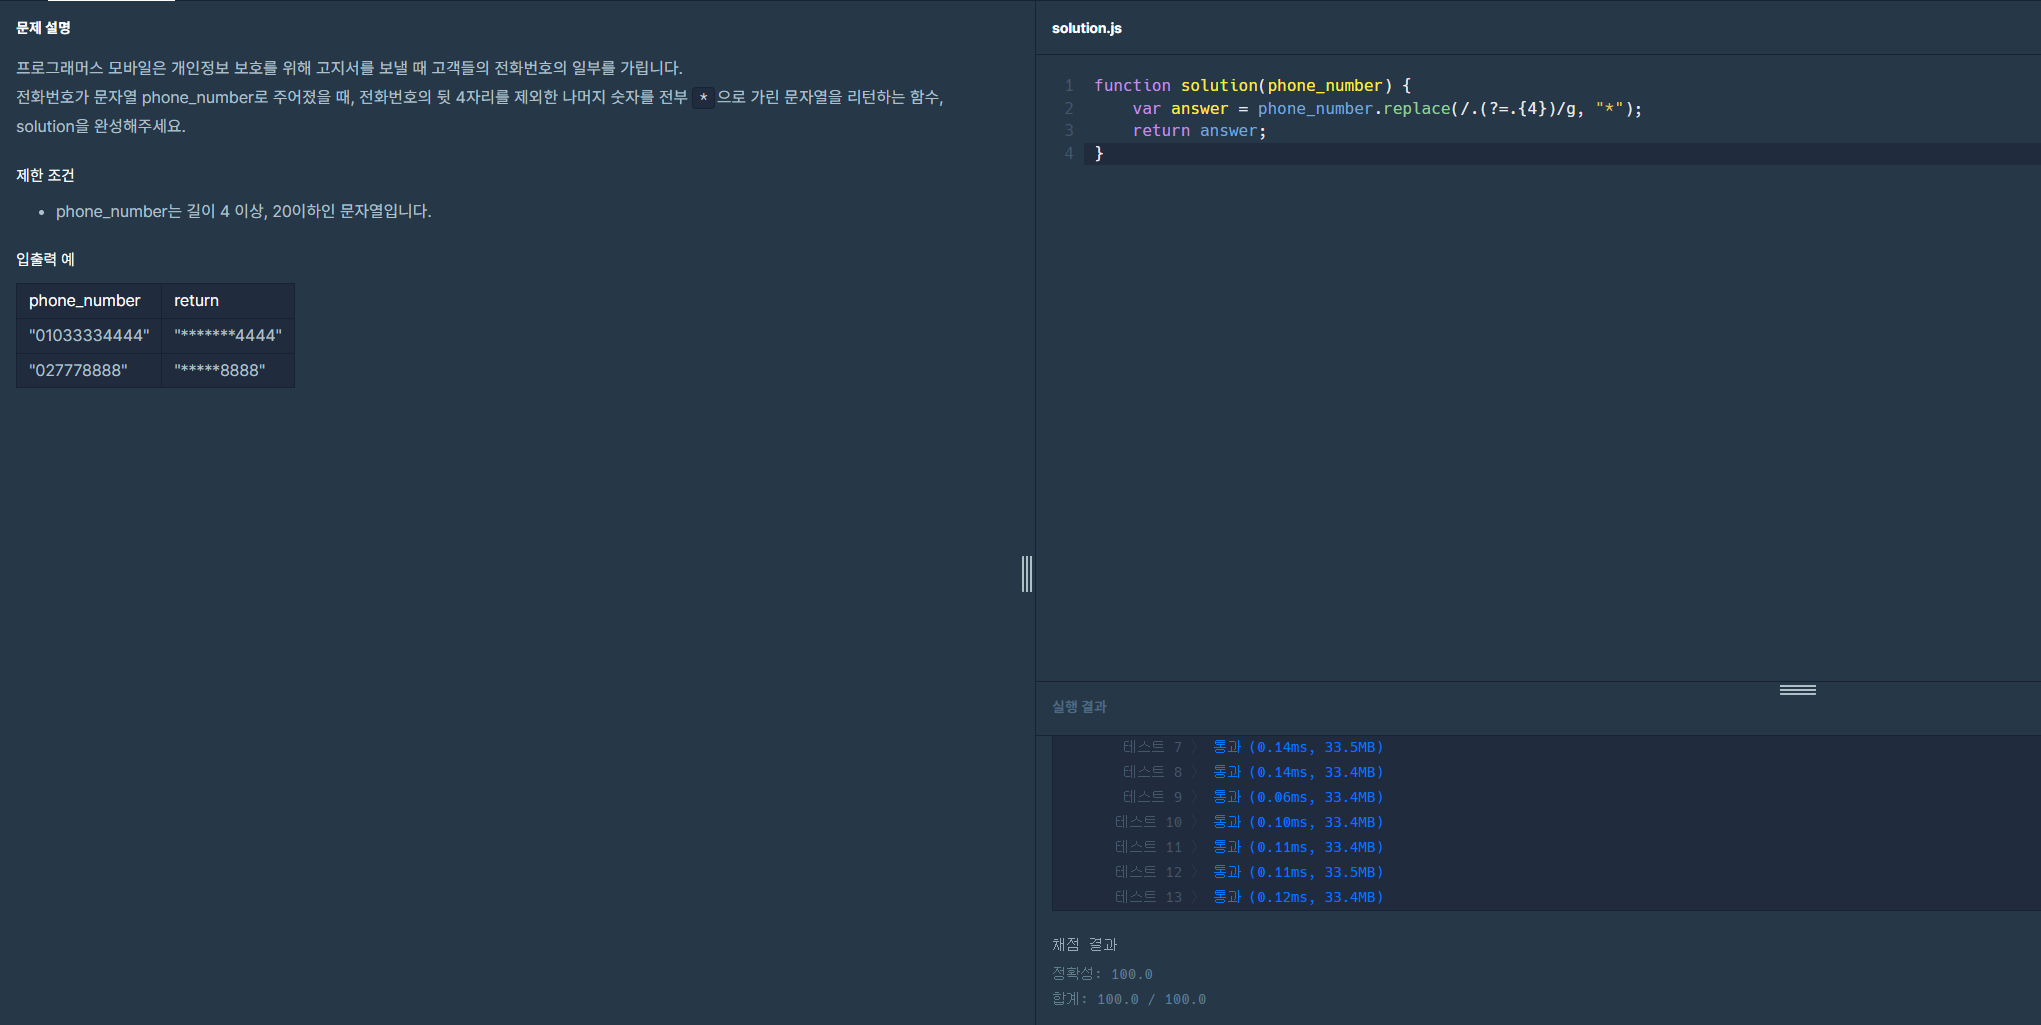 문제 설명
프로그래머스 모바일은 개인정보 보호를 위해 고지서를 보낼 때 고객들의 전화번호의 일부를 가립니다.
전화번호가 문자열 phone_number로 주어졌을 때, 전화번호의 뒷 4자리를 제외한 나머지 숫자를 전부 * 으로 가린 문자열을 리턴하는 함수,
solution을 완성해주세요.
제한 조건
• phone_number는 길이 4 이상, 20이하인 문자열입니다.
입출력 예
phone_number return
"01033334444" "*******4444"
"027778888" "*****8888"
solution.js
1 function solution(phone_number) {
2 var answer = phone_number.replace(/.(?=.{4})/g, "*");
3 return answer;
4 }
실행 결과
테스트 7 〉 통과 (0.14ms, 33.5MB)
테스트 8 〉 통과 (0.14ms, 33.4MB)
테스트 9 〉 통과 (0.06ms, 33.4MB)
테스트 10 〉 통과 (0.10ms, 33.4MB)
테스트 11 〉 통과 (0.11ms, 33.4MB)
테스트 12 〉 통과 (0.11ms, 33.5MB)
테스트 13 〉 통과 (0.12ms, 33.4MB)
채점 결과
정확성: 100.0
합계: 100.0 / 100.0